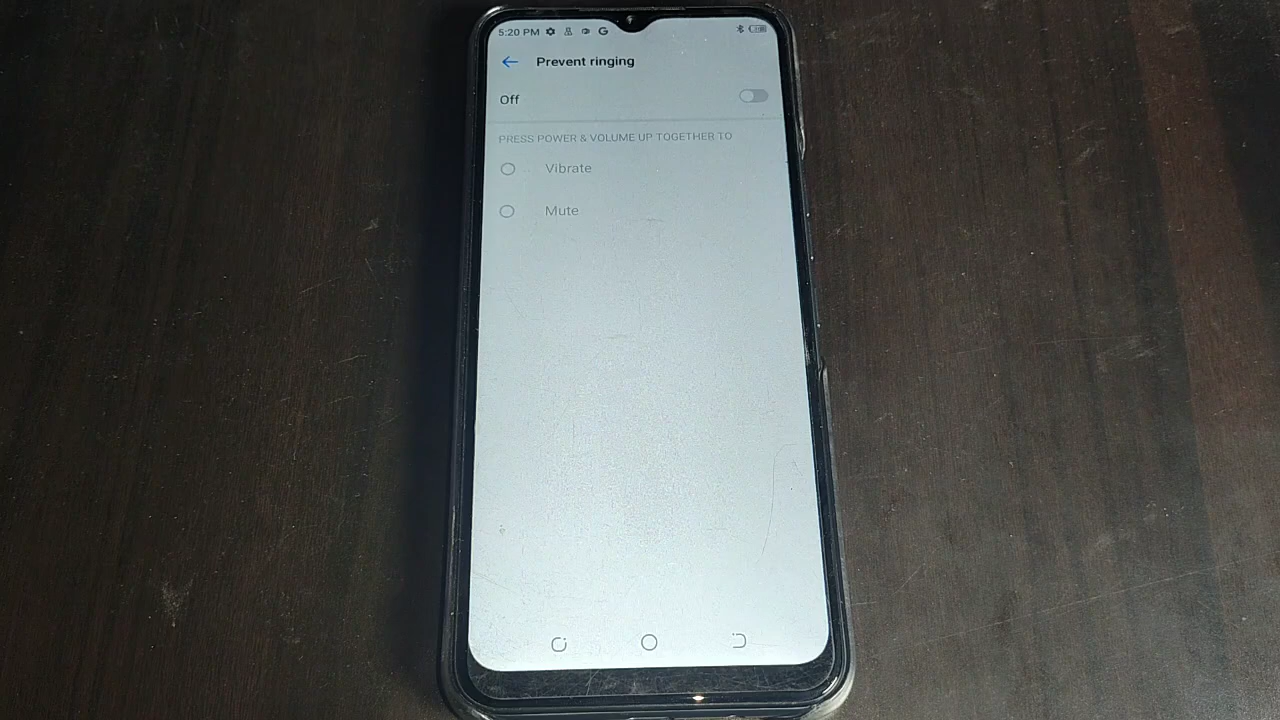 5:20 PM
Prevent ringing
Off
PRESS POWER & VOLUME UP TOGETHER TO
Vibrate
Mute